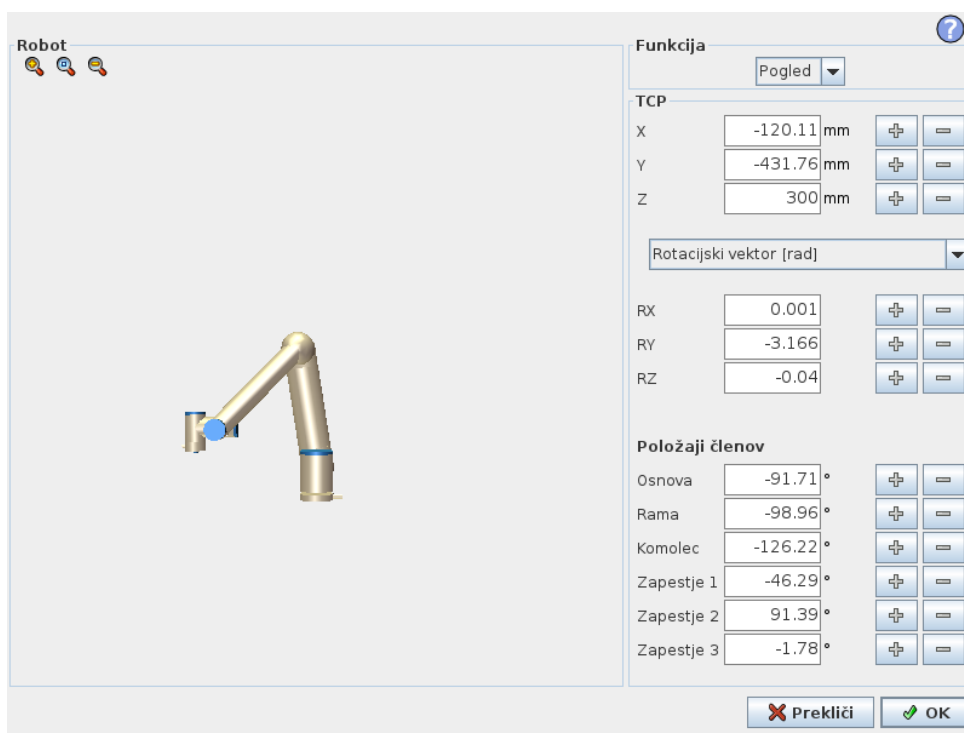 ?
Robot
Funkcija
Pogled
TCP
X -120.11 mm
Y -431.76 mm
Z 300 mm
Rotacijski vektor [rad]
RX 0.001
RY -3.166
RZ -0.04
Položaji členov
Osnova -91.71 °
Rama -98.96 °
Komolec -126.22 °
Zapestje 1 -46.29 °
Zapestje 2 91.39 °
Zapestje 3 -1.78 °
Prekliči OK